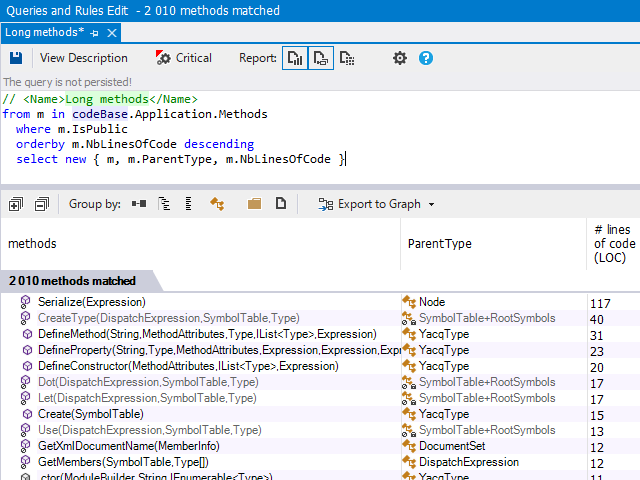 Queries and Rules Edit - 2 010 methods matched
Long methods*
View Description Critical Report:
The query is not persisted!
// <Name>Long methods</Name>
from m in codeBase.Application.Methods
where m.IsPublic
orderby m.NbLinesOfCode descending
select new { m, m.ParentType, m.NbLinesOfCode }
Group by: Export to Graph
methods ParentType # lines of code (LOC)
2 010 methods matched
Serialize(Expression) Node 117
CreateType(DispatchExpression,SymbolTable,Type) SymbolTable+RootSymbols 40
DefineMethod(String,MethodAttributes,Type,IList<Type>,Expression) YacqType 31
DefineProperty(String,Type,MethodAttributes,Expression,Expression,Expr YacqType 23
DefineConstructor(MethodAttributes,IList<Type>,Expression) YacqType 20
Dot(DispatchExpression,SymbolTable,Type) SymbolTable+RootSymbols 17
Let(DispatchExpression,SymbolTable,Type) SymbolTable+RootSymbols 17
Create(SymbolTable) YacqType 15
Use(DispatchExpression,SymbolTable,Type) SymbolTable+RootSymbols 13
GetXmlDocumentName(MemberInfo) DocumentSet 12
GetMembers(SymbolTable,Type[]) DispatchExpression 12
.ctor(ModuleBuilder,String,IEnumerable<Type>) YacqType 11